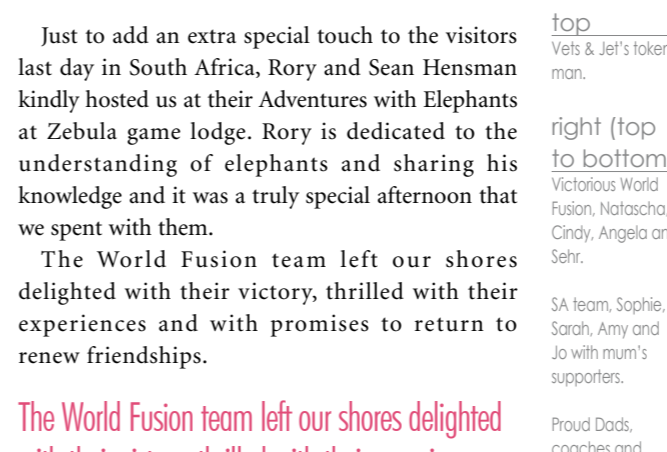 Just to add an extra special touch to the visitors
last day in South Africa, Rory and Sean Hensman
kindly hosted us at their Adventures with Elephants
at Zebula game lodge. Rory is dedicated to the
understanding of elephants and sharing his
knowledge and it was a truly special afternoon that
we spent with them.
The World Fusion team left our shores
delighted with their victory, thrilled with their
experiences and with promises to return to
renew friendships.
The World Fusion team left our shores delighted
top
Vets & Jet's token
man.
right (top
to bottom
Victorious World
Fusion, Natascha,
Cindy, Angela an
Sehr.
SA team, Sophie,
Sarah, Amy and
Jo with mum's
supporters.
Proud Dads,
coaches and